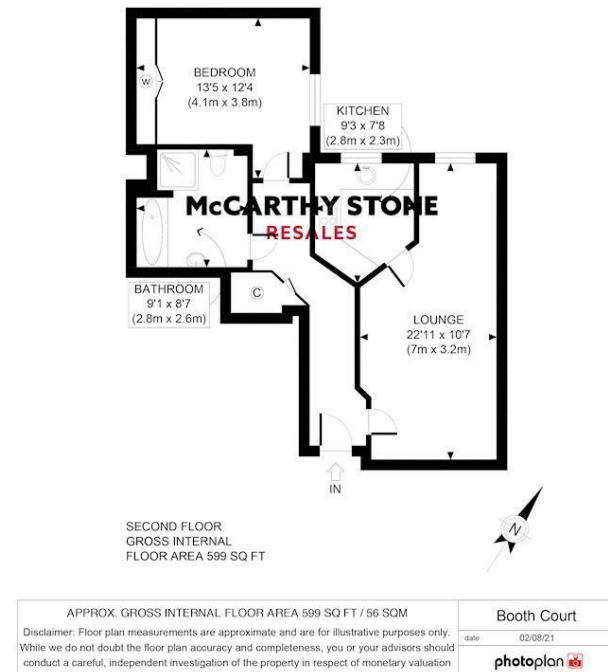 BEDROOM
13'5 x 12'4
(4.1m x 3.8m)
W
KITCHEN
9'3 x 7'8
(2.8m x 2.3m)
McCARTHY STONE
RESALES
BATHROOM
9'1 x 8'7
(2.8m x 2.6m)
C
LOUNGE
22'11 x 10'7
(7m x 3.2m)
IN
SECOND FLOOR
GROSS INTERNAL
FLOOR AREA 599 SQ FT
N
APPROX. GROSS INTERNAL FLOOR AREA 599 SQ FT / 56 SQM
Disclaimer: Floor plan measurements are approximate and are for illustrative purposes only.
While we do not doubt the floor plan accuracy and completeness, you or your advisors should
conduct a careful, independent investigation of the property in respect of monetary valuation
Booth Court
date 02/08/21
photoplan